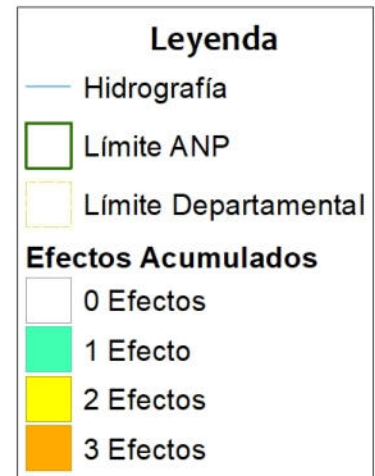 Leyenda
Hidrografía
Límite ANP
Límite Departamental
Efectos Acumulados
0 Efectos
1 Efecto
2 Efectos
3 Efectos